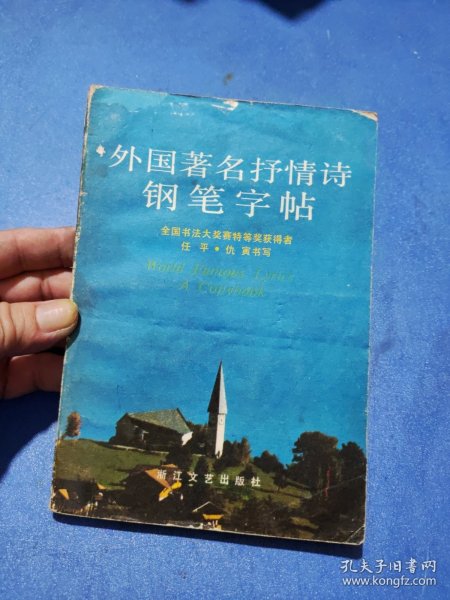 外国著名抒情诗
钢笔字帖
全国书法大奖赛特等奖获得者
任 平 • 仇 寅书写
World Famous Lyrics
A Copybook
浙江文艺出版社
孔夫子旧书网
www.kongfz.com